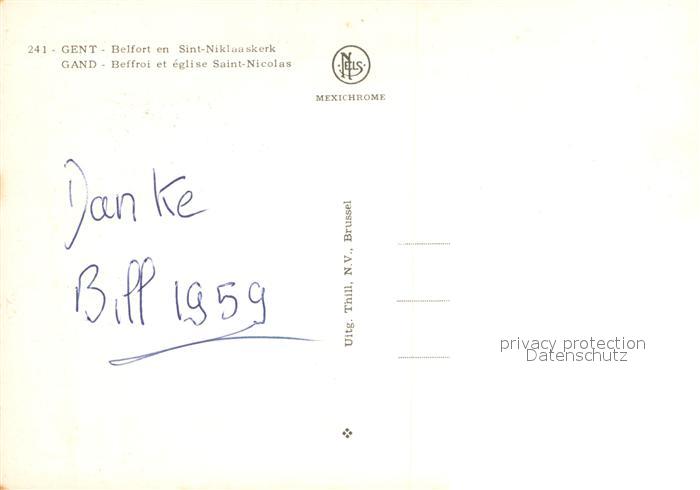 241 - GENT - Belfort en Sint-Niklaaskerk
GAND - Beffroi et église Saint-Nicolas
NELS
MEXICHROME
Danke
Bill 1959
Uitg. Thill, N.V., Brussel
privacy protection
Datenschutz